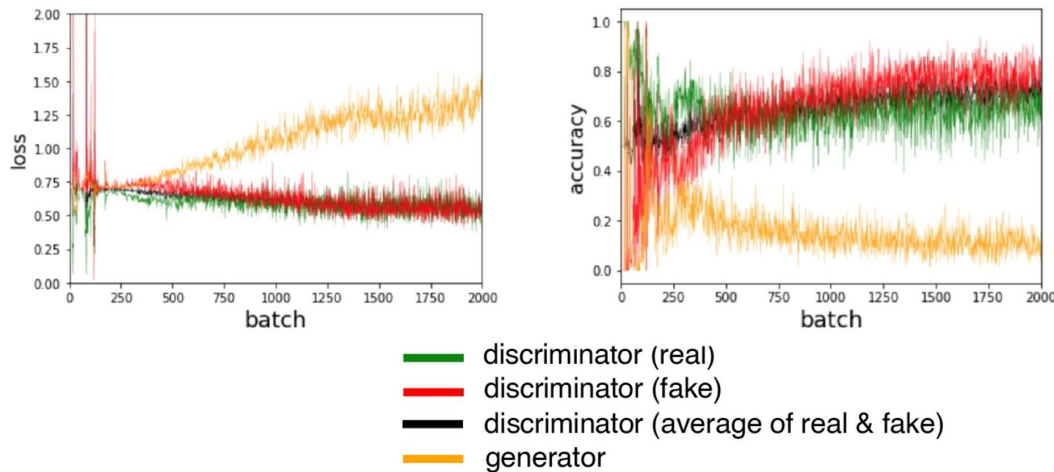 2.00
1.75
1.50
1.25
1.00
0.75
0.50
0.25
0.00
loss
0 250 500 750 1000 1250 1500 1750 2000
batch
1.0
0.8
0.6
0.4
0.2
0.0
accuracy
0 250 500 750 1000 1250 1500 1750 2000
batch
discriminator (real)
discriminator (fake)
discriminator (average of real & fake)
generator